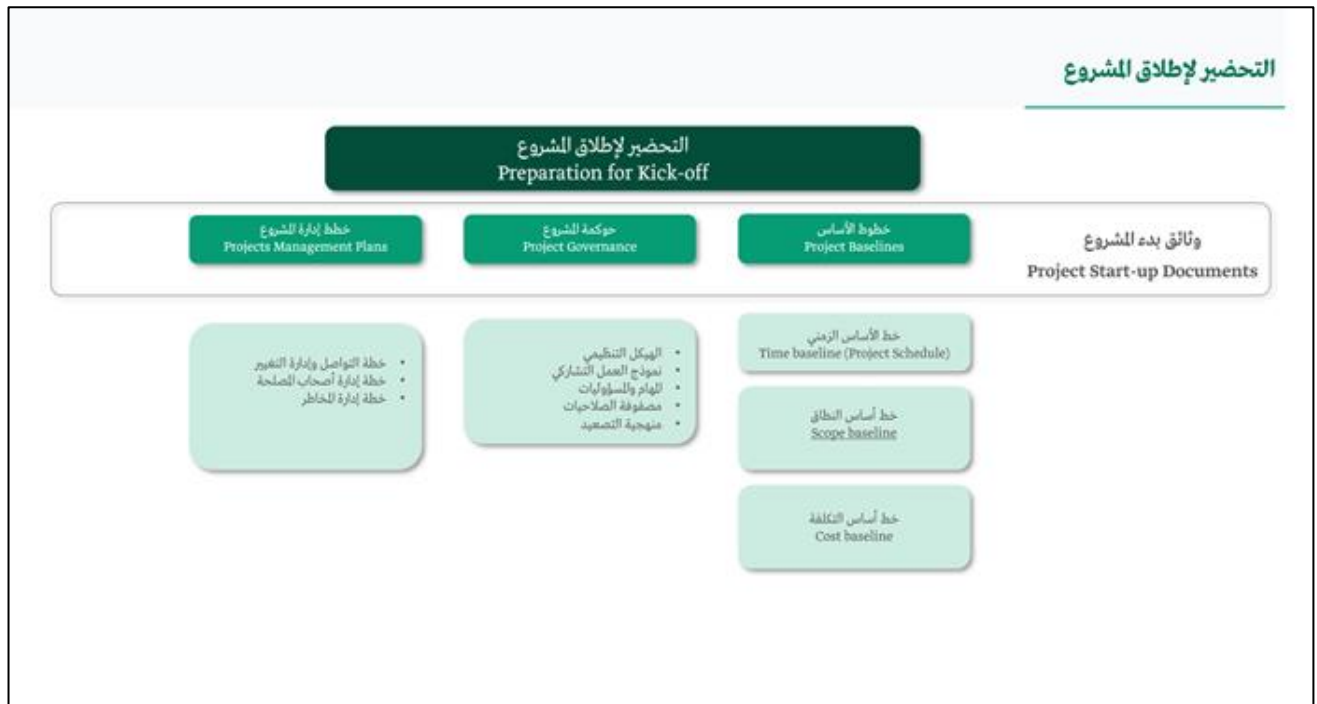 التحضير لإطلاق المشروع
التحضير لإطلاق المشروع
Preparation for Kick-off
وثائق بدء المشروع
Project Start-up Documents
خطوط الأساس
Project Baselines
حوكمة المشروع
Project Governance
خطط إدارة المشروع
Projects Management Plans
خط الأساس الزمني
Time baseline (Project Schedule)
خط أساس النطاق
Scope baseline
خط أساس التكلفة
Cost baseline
• الهيكل التنظيمي
• نموذج العمل التشاركي
• المهام والمسؤوليات
• مصفوفة الصلاحيات
• منهجية التصعيد
• خطة التواصل وإدارة التغيير
• خطة إدارة أصحاب المصلحة
• خطة إدارة المخاطر